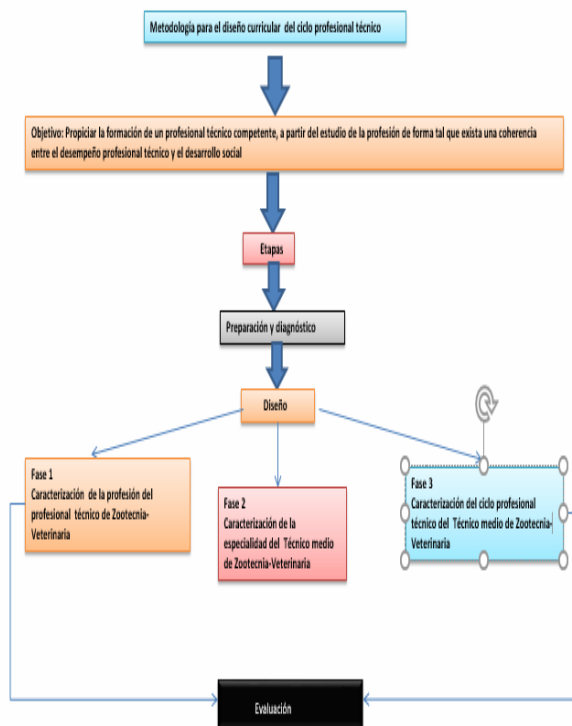 Metodología para el diseño curricular del ciclo profesional técnico
Objetivo: Propiciar la formación de un profesional técnico competente, a partir del estudio de la profesión de forma tal que exista una coherencia
entre el desempeño profesional técnico y el desarrollo social
Etapas
Preparación y diagnóstico
Diseño
Fase 1
Caracterización de la profesión del
profesional técnico de Zootecnia-
Veterinaria
Fase 2
Caracterización de la
especialidad del Técnico medio
de Zootecnia-Veterinaria
Fase 3
Caracterización del ciclo profesional
técnico del Técnico medio de Zootecnia-
Veterinaria
Evaluación